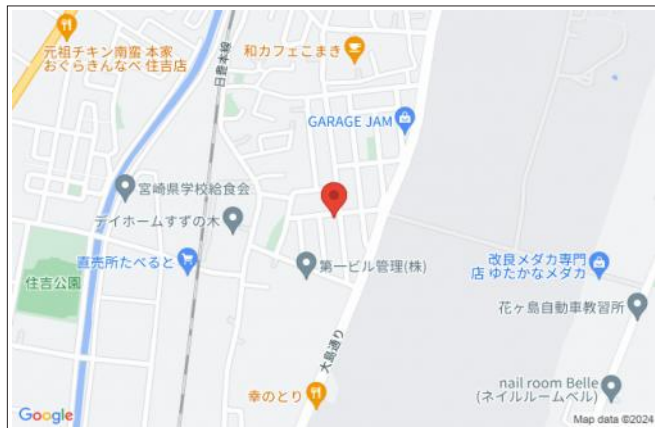 元祖チキン南蛮 本家
おぐらきんなべ 住吉店
和カフェこまき
日豊本線
GARAGE JAM
宮崎県学校給食会
デイホームすずの木
直売所たべると
住吉公園
第一ビル管理(株)
改良メダカ専門
店 ゆたかなメダカ
花ヶ島自動車教習所
大島通り
幸のとり
nail room Belle
(ネイルルームベル)
Google
Map data ©2024